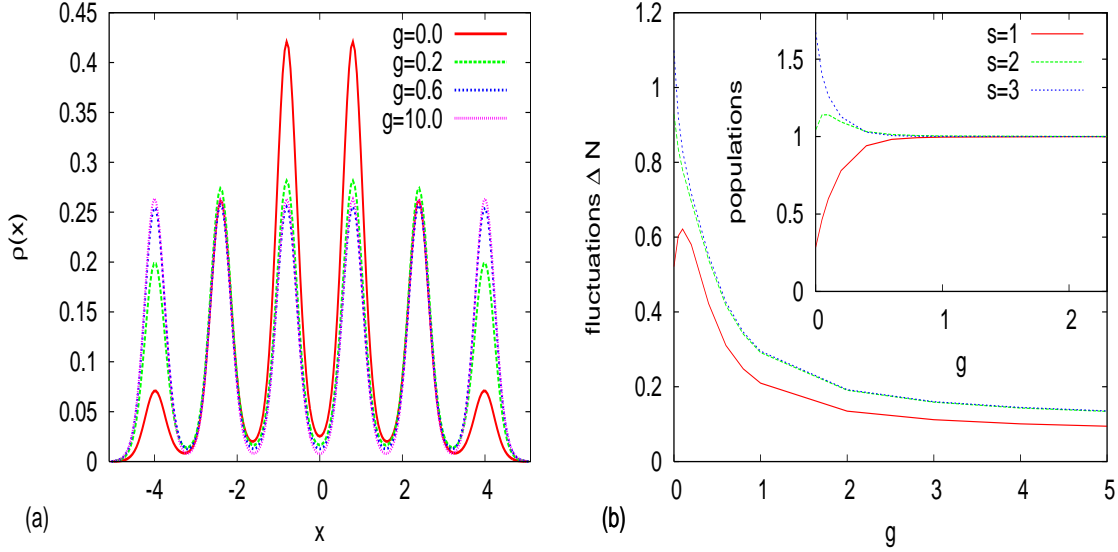 0.45
0.4
0.35
0.3
0.25
0.2
0.15
0.1
0.05
0
ρ(x)
g=0.0
g=0.2
g=0.6
g=10.0
-4 -2 0 2 4
(a) x
1.2
1
0.8
0.6
0.4
0.2
0
fluctuations Δ N
0 1 2 3 4 5
(b) g
populations
1.5
1
0.5
0
s=1
s=2
s=3
0 1 2
g